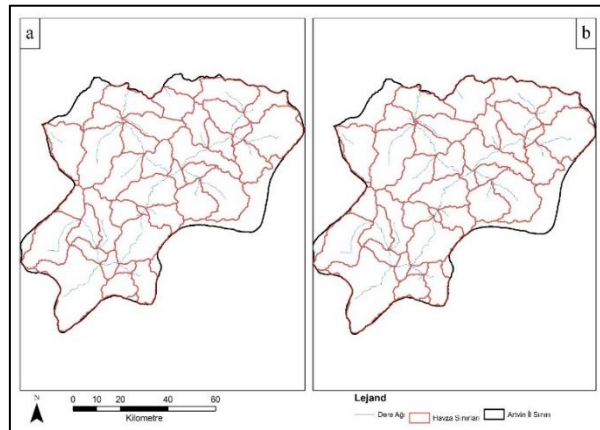 a
b
N
0 10 20 40 60
Kilometre
Lejand
Dere Ağı Havza Sınırları Artvin İl Sınırı